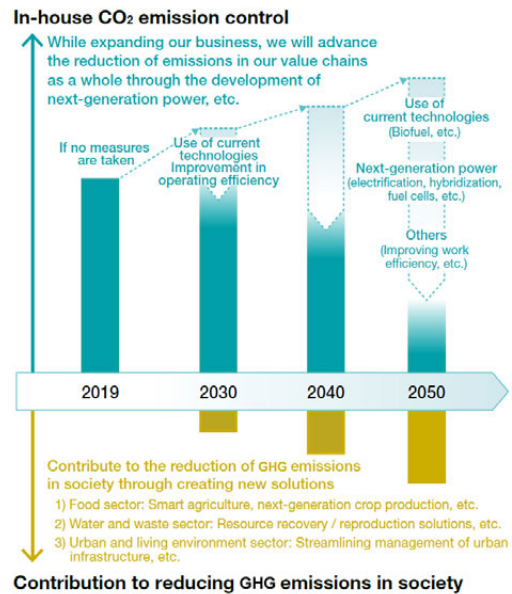 In-house CO₂ emission control
While expanding our business, we will advance
the reduction of emissions in our value chains
as a whole through the development of
next-generation power, etc.
If no measures
are taken
Use of current
technologies
Improvement in
operating efficiency
Use of
current technologies
(Biofuel, etc.)
Next-generation power
(electrification, hybridization,
fuel cells, etc.)
Others
(Improving work
efficiency, etc.)
2019 2030 2040 2050
Contribute to the reduction of GHG emissions
in society through creating new solutions
1) Food sector: Smart agriculture, next-generation crop production, etc.
2) Water and waste sector: Resource recovery / reproduction solutions, etc.
3) Urban and living environment sector: Streamlining management of urban
infrastructure, etc.
Contribution to reducing GHG emissions in society